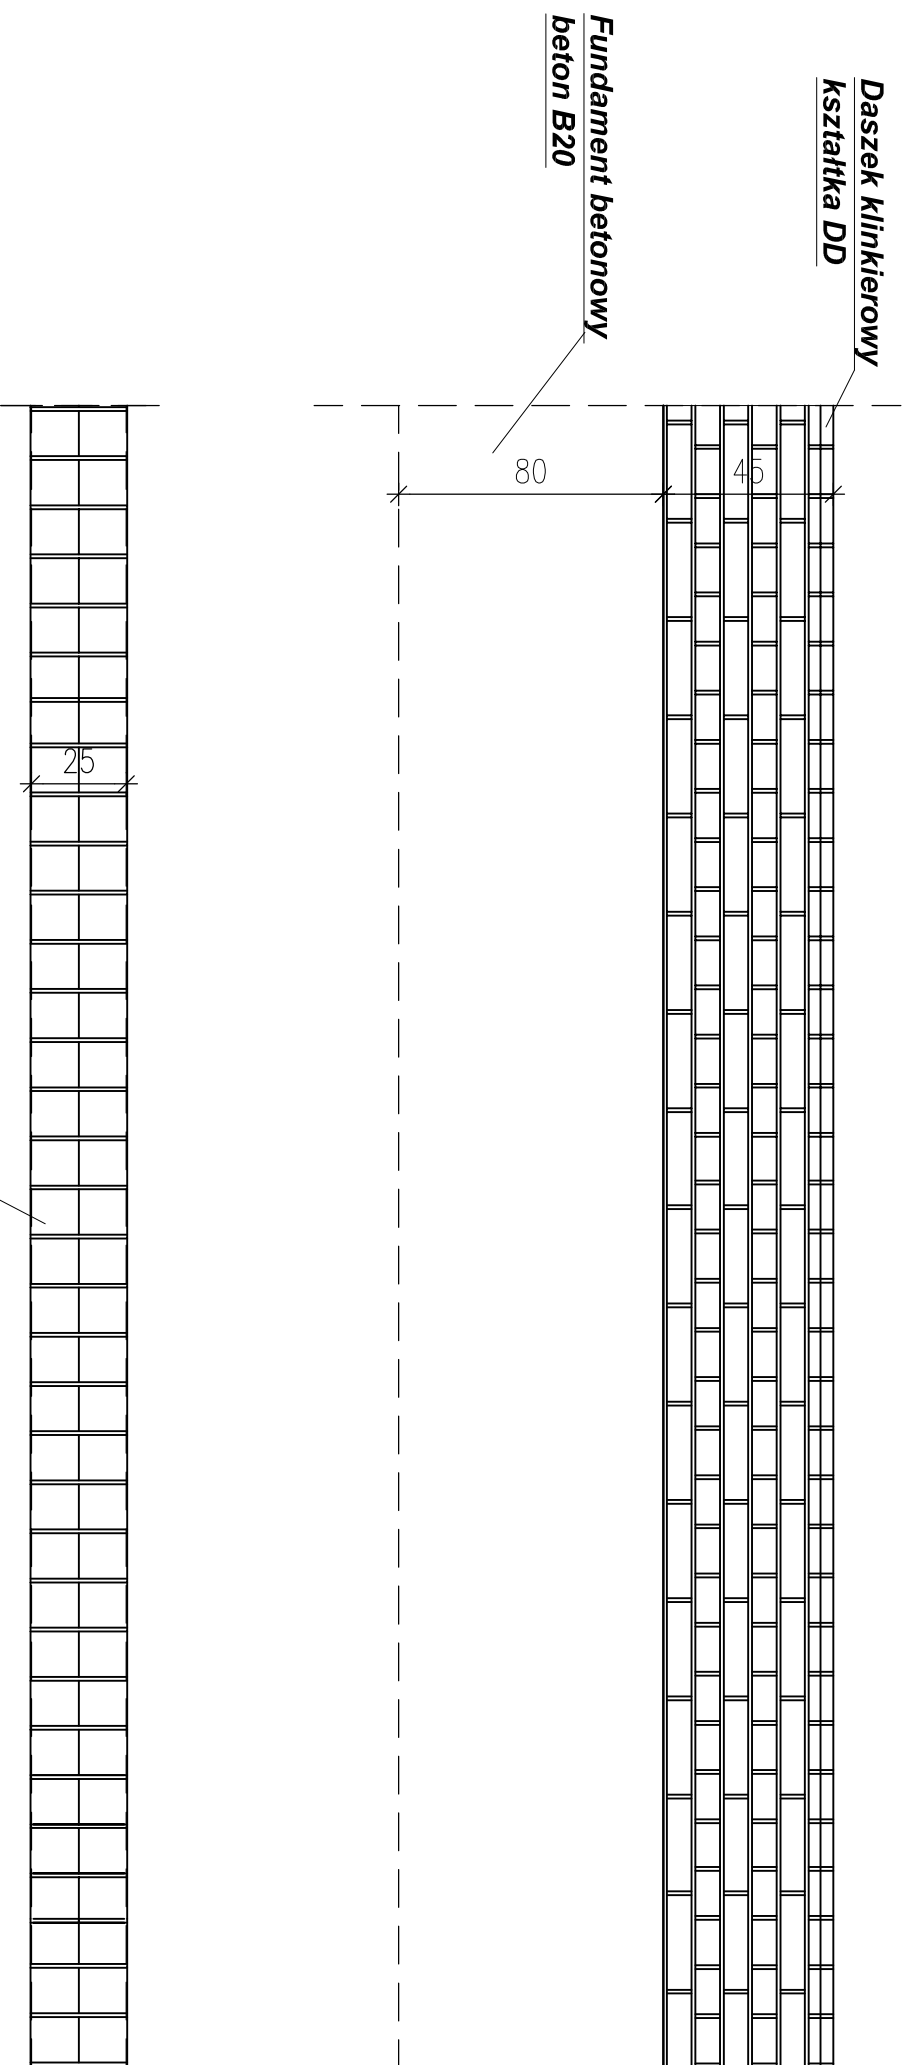 Daszek klinkierowy
kształtka DD
Fundament betonowy
beton B20
80
45
25